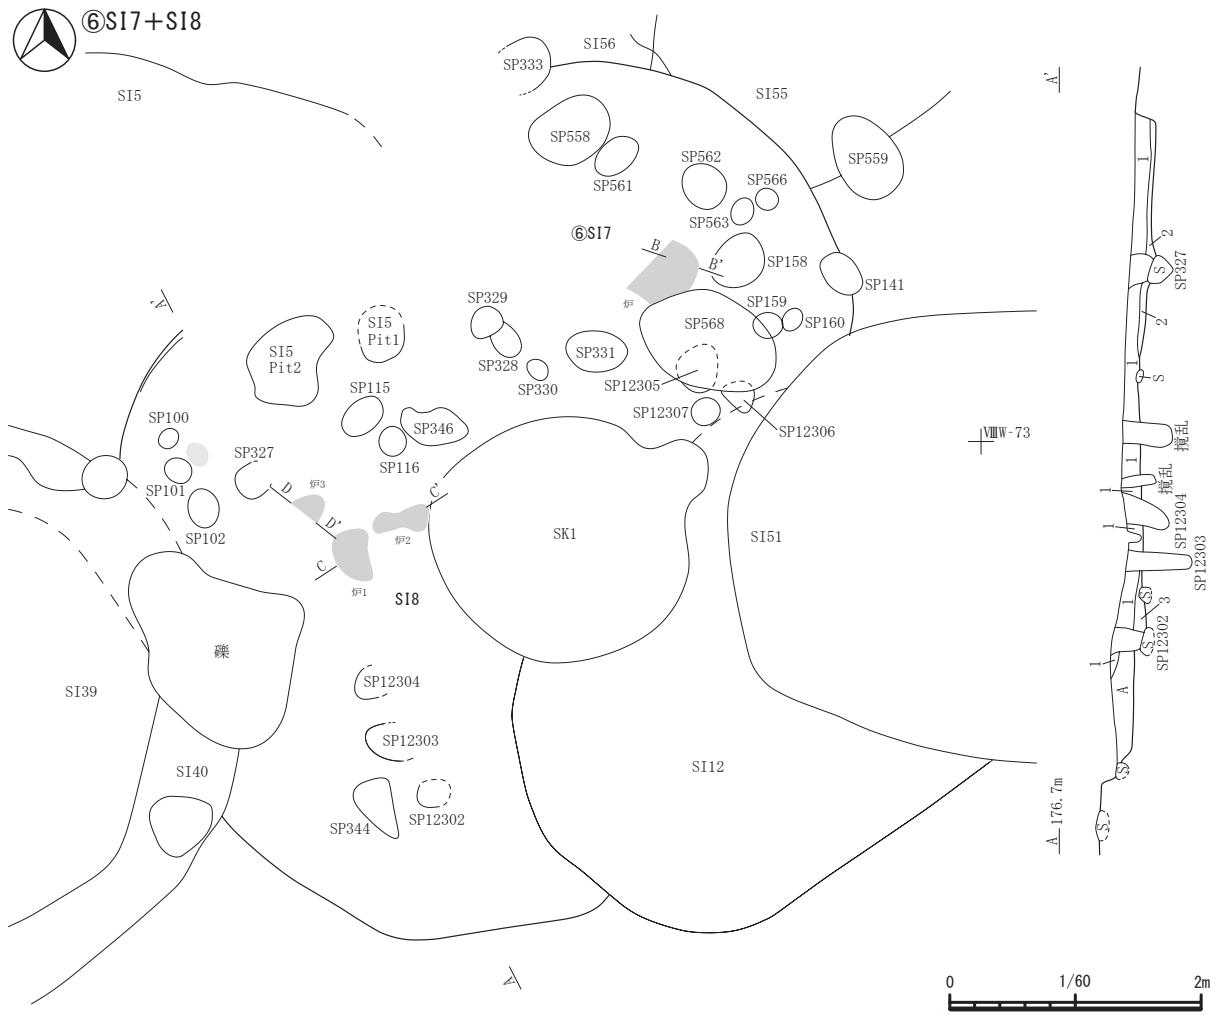 ⑥SI7+SI8
SI5
SP333
SI56
SI55
A'
SP558
SP561
SP562
SP566
SP563
SP559
⑥SI7
B
B'
SP158
SP141
炉
SP568
SP159
SP160
A'
SI5
Pit2
SI5
Pit1
SP329
SP328
SP330
SP331
SP12305
SP12307
SP12306
ⅧW-73
SP115
SP346
SP116
SP100
SP101
SP102
SP327
D
炉3
D'
C'
炉2
C
炉1
SI8
SK1
SI51
礫
SI39
SI40
SP12304
SP12303
SP344
SP12302
SI12
A
1
2
S
SP327
2
1
S
撹乱
1
撹乱
1
SP12304
1
SP12303
S
3
1
S
SP12302
1
A
S
S
A 176.7m
0
1/60
2m